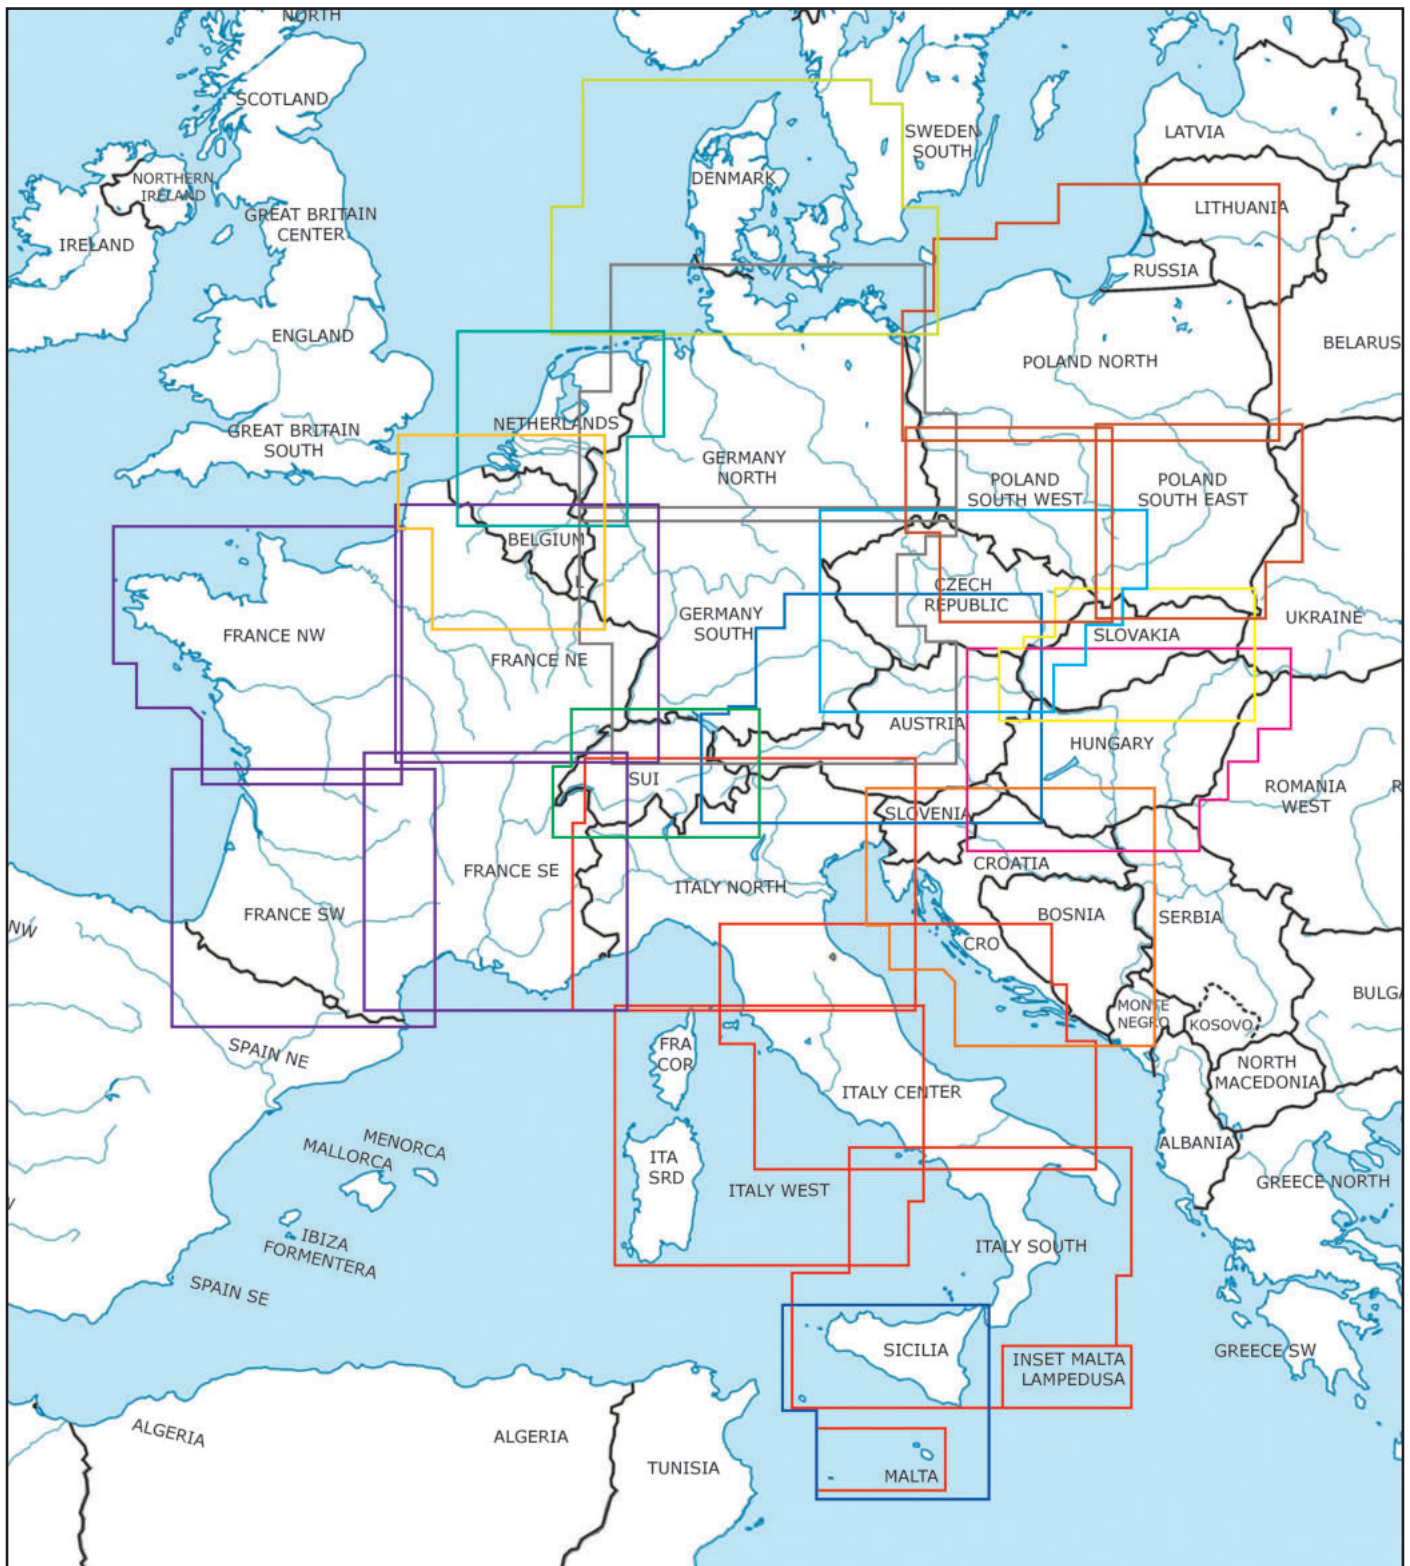 NORTH
SCOTLAND
NORTHERN
IRELAND
IRELAND
GREAT BRITAIN
CENTER
ENGLAND
GREAT BRITAIN
SOUTH
DENMARK
SWEDEN
SOUTH
LATVIA
LITHUANIA
RUSSIA
BELARUS
POLAND NORTH
NETHERLANDS
GERMANY
NORTH
POLAND
SOUTH WEST
POLAND
SOUTH EAST
BELGIUM
L
CZECH
REPUBLIC
FRANCE NW
FRANCE NE
GERMANY
SOUTH
SLOVAKIA
UKRAINE
AUSTRIA
HUNGARY
SUI
ROMANIA
WEST
R
SLOVENIA
CROATIA
FRANCE SE
ITALY NORTH
FRANCE SW
NW
CRO
BOSNIA
SERBIA
MONTE
NEGRO
KOSOVO
BULGA
SPAIN NE
FRA
COR
NORTH
MACEDONIA
ITALY CENTER
MENORCA
MALLORCA
ITA
SRD
ALBANIA
ITALY WEST
GREECE NORTH
IBIZA
FORMENTERA
ITALY SOUTH
SPAIN SE
SICILIA
INSET MALTA
LAMPEDUSA
GREECE SW
ALGERIA
ALGERIA
TUNISIA
MALTA